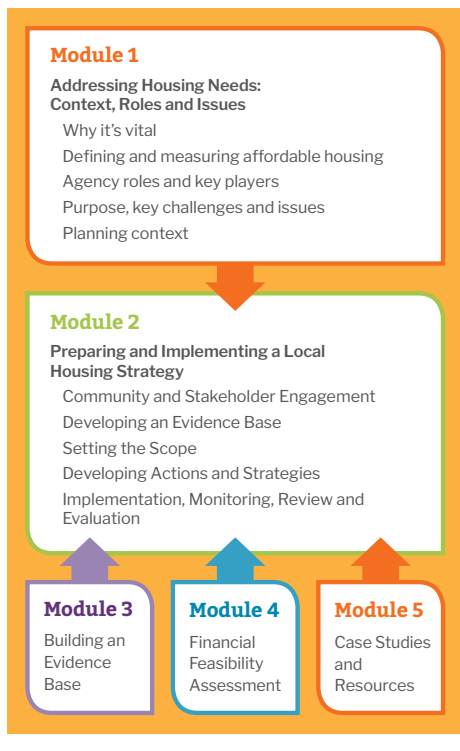 Module 1
Addressing Housing Needs:
Context, Roles and Issues
Why it's vital
Defining and measuring affordable housing
Agency roles and key players
Purpose, key challenges and issues
Planning context
Module 2
Preparing and Implementing a Local
Housing Strategy
Community and Stakeholder Engagement
Developing an Evidence Base
Setting the Scope
Developing Actions and Strategies
Implementation, Monitoring, Review and
Evaluation
Module 3
Building an
Evidence
Base
Module 4
Financial
Feasibility
Assessment
Module 5
Case Studies
and
Resources